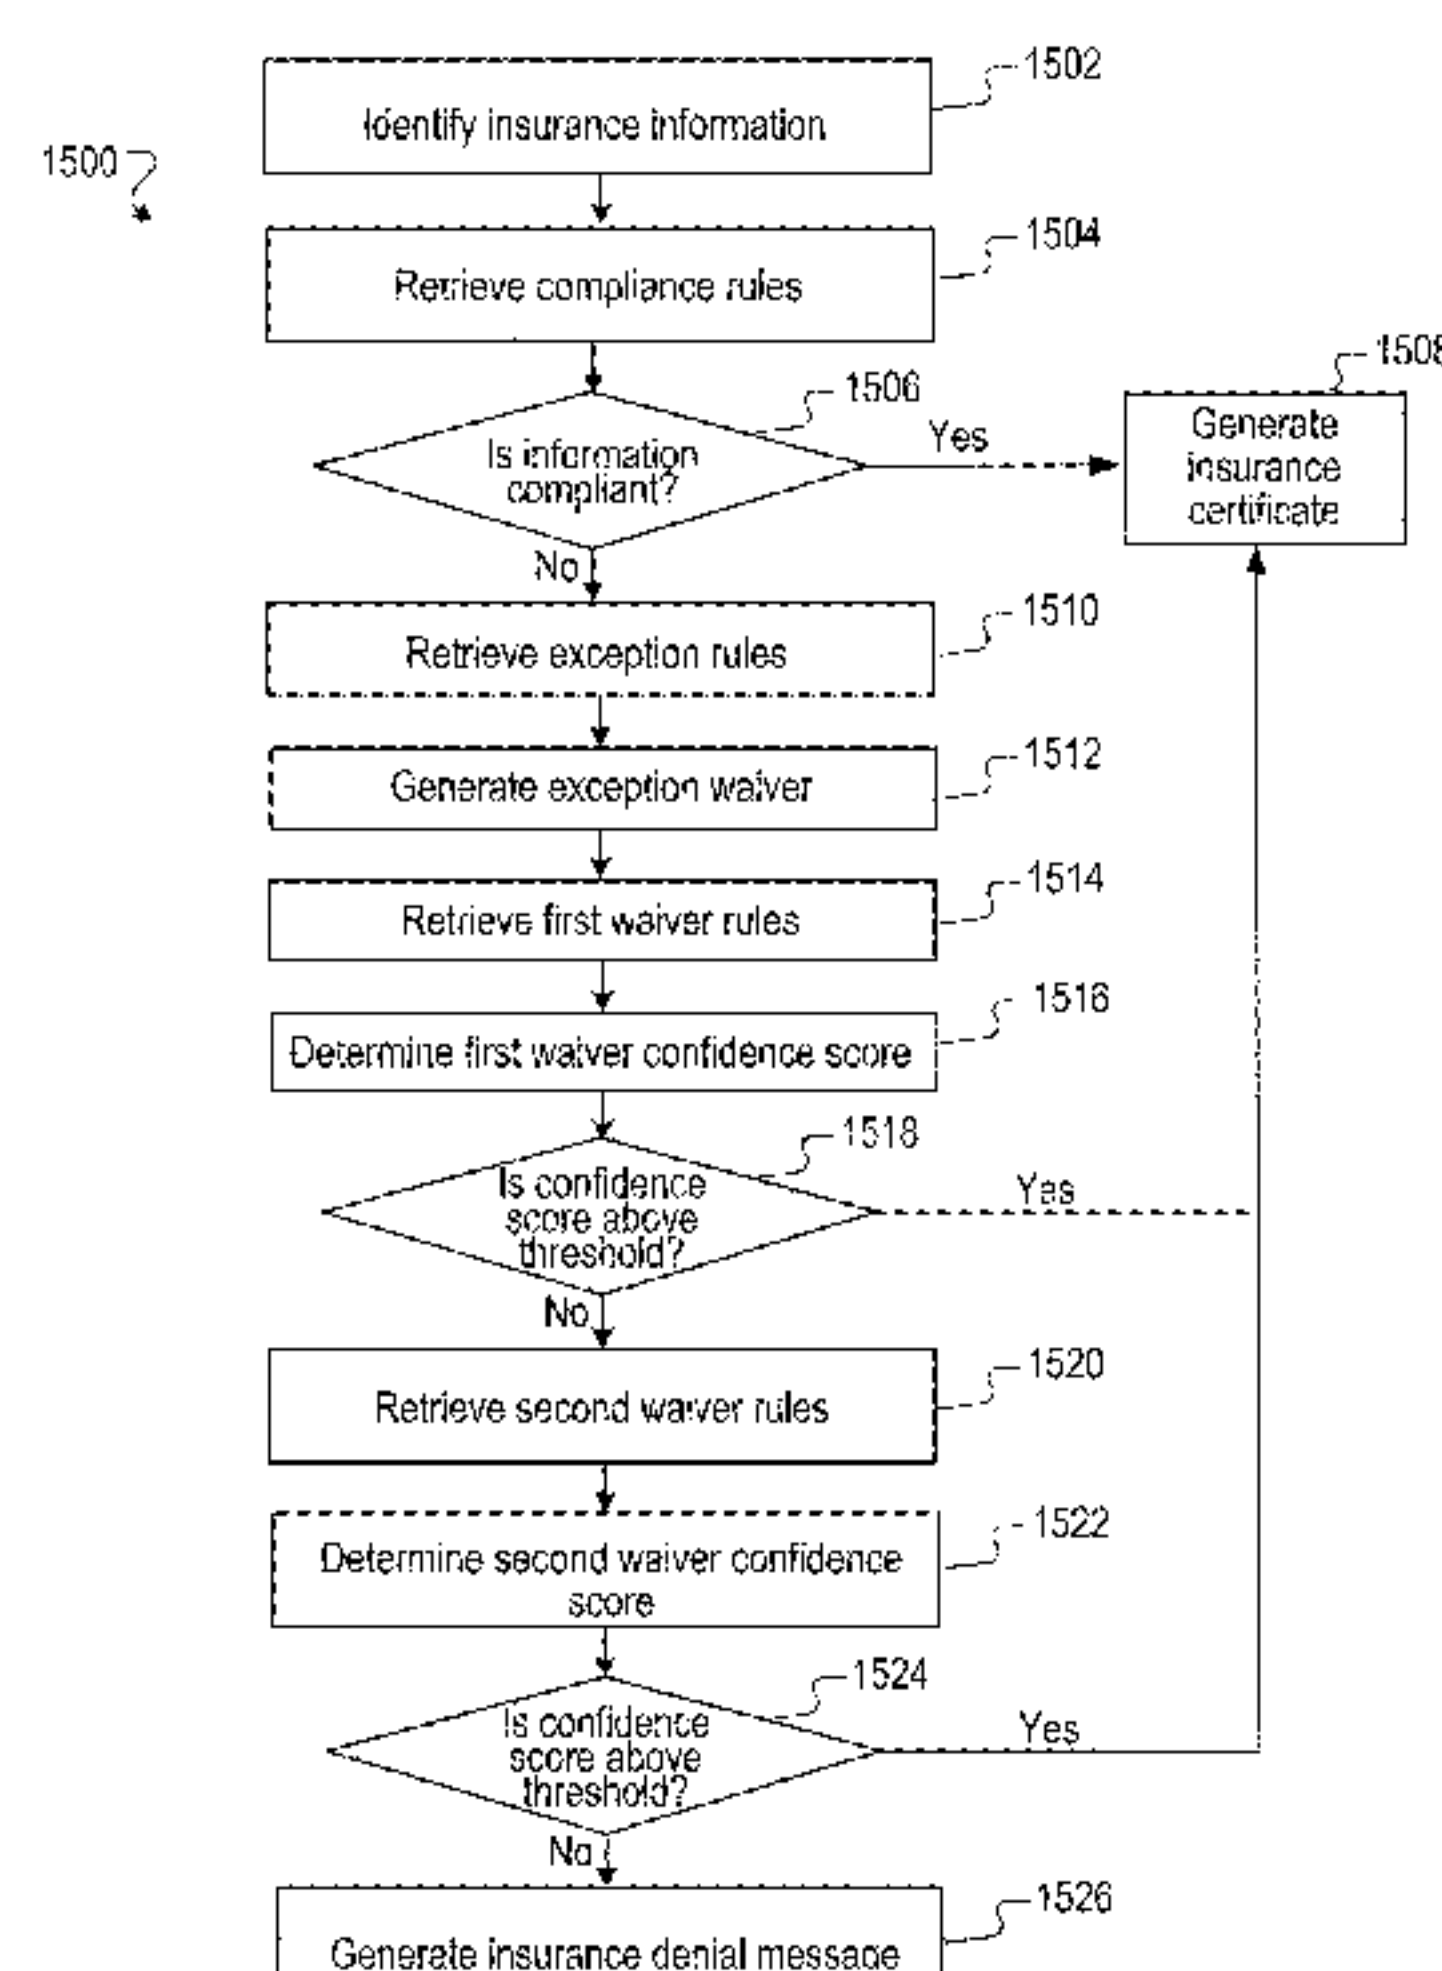 1502
Identify insurance information
1500
1504
Retrieve compliance rules
1508
1506
Yes
Generate
insurance
certificate
Is information
compliant?
No
1510
Retrieve exception rules
1512
Generate exception waiver
1514
Retrieve first waiver rules
1516
Determine first waiver confidence score
1518
Is confidence
score above
threshold?
Yes
No
1520
Retrieve second waiver rules
1522
Determine second waiver confidence
score
1524
Is confidence
score above
threshold?
Yes
No
1526
Generate insurance denial message